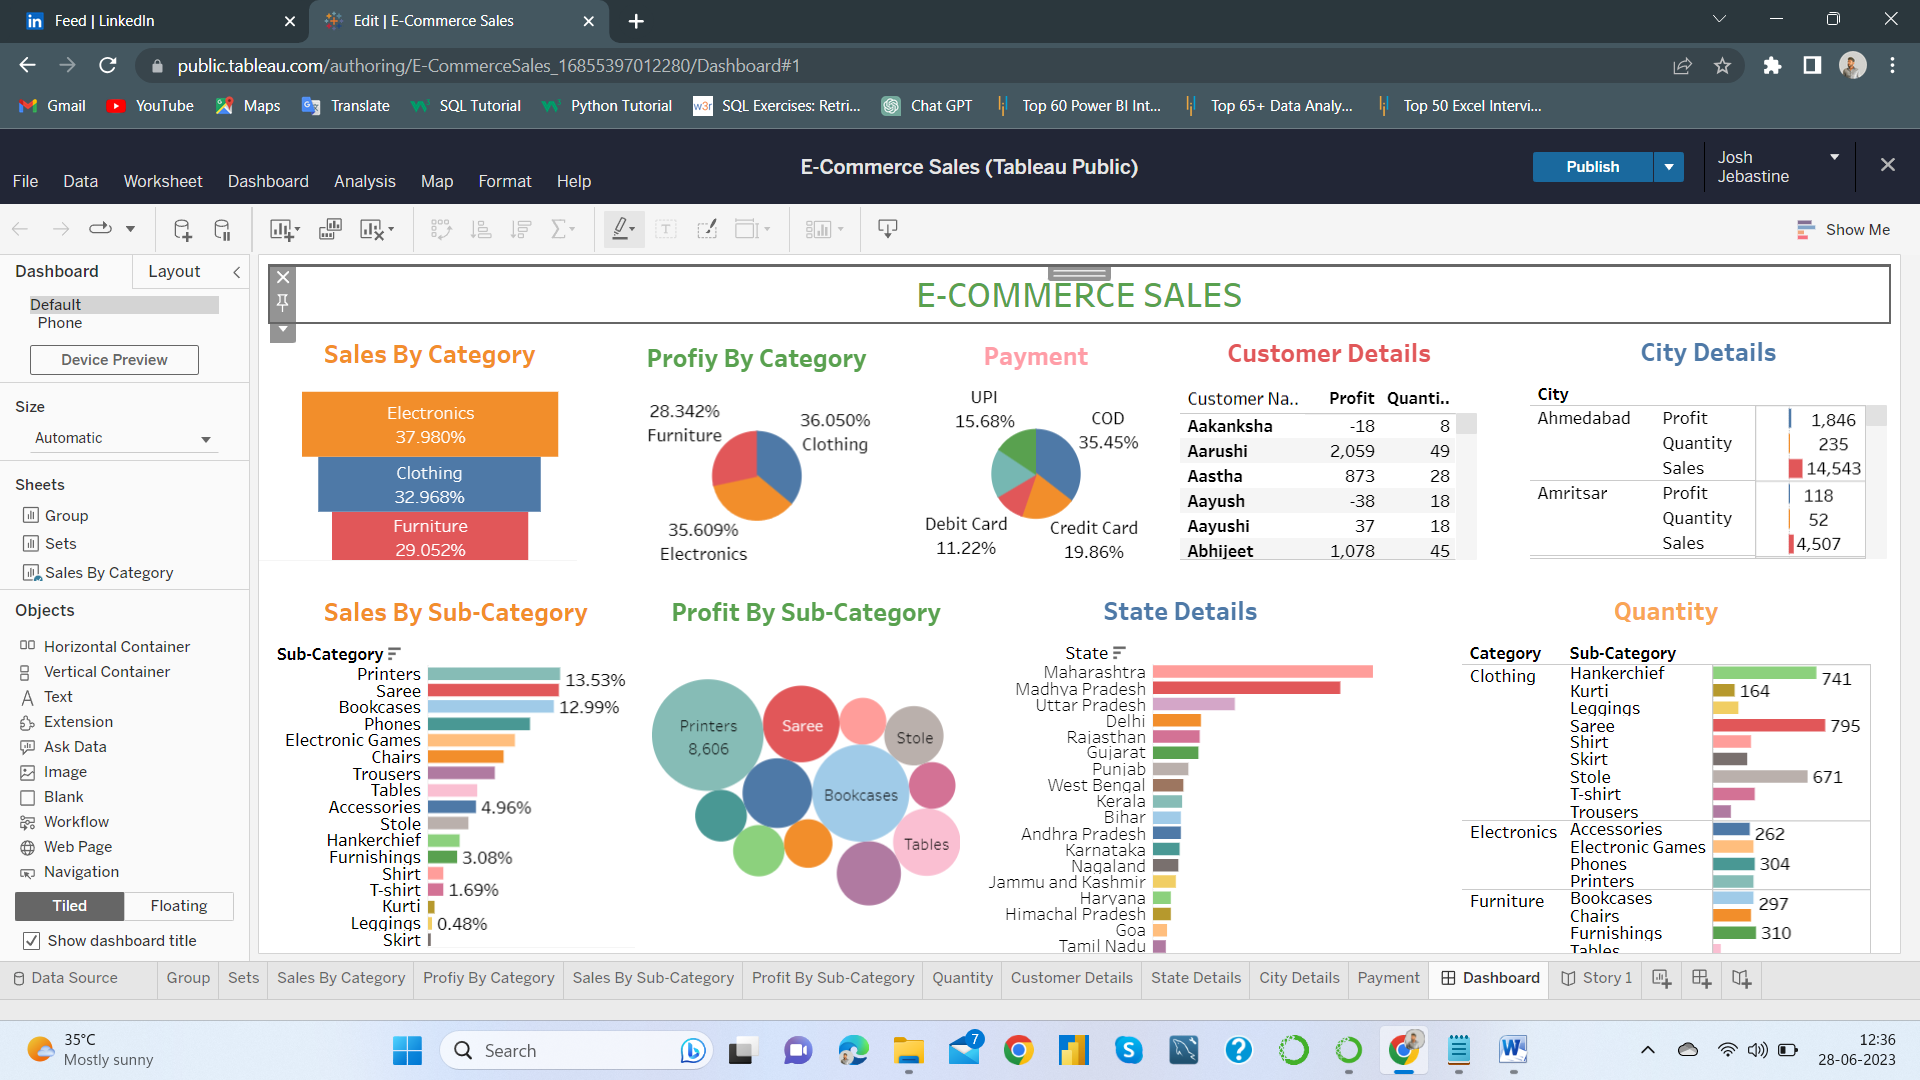 Feed | LinkedIn
Edit | E-Commerce Sales
public.tableau.com/authoring/E-CommerceSales_16855397012280/Dashboard#1
Gmail YouTube Maps Translate SQL Tutorial Python Tutorial SQL Exercises: Retri... Chat GPT Top 60 Power BI Int... Top 65+ Data Analy... Top 50 Excel Intervi...
E-Commerce Sales (Tableau Public)
Publish
Josh
Jebastine
File Data Worksheet Dashboard Analysis Map Format Help
Show Me
Dashboard Layout
Default
Phone
Device Preview
Size
Automatic
Sheets
Group
Sets
Sales By Category
Objects
Horizontal Container
Vertical Container
Text
Extension
Ask Data
Image
Blank
Workflow
Web Page
Navigation
Tiled Floating
Show dashboard title
E-COMMERCE SALES
Sales By Category
Electronics
37.980%
Clothing
32.968%
Furniture
29.052%
Profiy By Category
28.342%
Furniture
36.050%
Clothing
35.609%
Electronics
Payment
UPI
15.68%
COD
35.45%
Debit Card
11.22%
Credit Card
19.86%
Customer Details
Customer Na.. Profit Quanti..
Aakanksha -18 8
Aarushi 2,059 49
Aastha 873 28
Aayush -38 18
Aayushi 37 18
Abhijeet 1,078 45
City Details
City
Ahmedabad Profit 1,846
Quantity 235
Sales 14,543
Amritsar Profit 118
Quantity 52
Sales 4,507
Sales By Sub-Category
Sub-Category
Printers 13.53%
Saree
Bookcases 12.99%
Phones
Electronic Games
Chairs
Trousers
Tables
Accessories 4.96%
Stole
Hankerchief
Furnishings 3.08%
Shirt
T-shirt 1.69%
Kurti
Leggings 0.48%
Skirt
Profit By Sub-Category
Printers
8,606
Saree
Stole
Bookcases
Tables
State Details
State
Maharashtra
Madhya Pradesh
Uttar Pradesh
Delhi
Rajasthan
Gujarat
Punjab
West Bengal
Kerala
Bihar
Andhra Pradesh
Karnataka
Nagaland
Jammu and Kashmir
Haryana
Himachal Pradesh
Goa
Tamil Nadu
Quantity
Category Sub-Category
Clothing Hankerchief 741
Kurti 164
Leggings
Saree 795
Shirt
Skirt
Stole 671
T-shirt
Trousers
Electronics Accessories 262
Electronic Games
Phones 304
Printers
Furniture Bookcases 297
Chairs
Furnishings 310
Tables
Data Source Group Sets Sales By Category Profiy By Category Sales By Sub-Category Profit By Sub-Category Quantity Customer Details State Details City Details Payment Dashboard Story 1
35°C
Mostly sunny
Search
7
12:36
28-06-2023